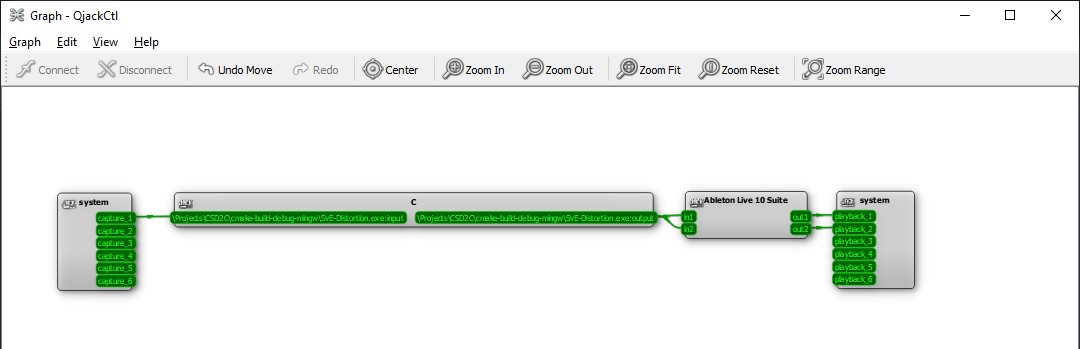 Graph - QjackCtl
Graph Edit View Help
Connect Disconnect Undo Move Redo Center Zoom In Zoom Out Zoom Fit Zoom Reset Zoom Range
system
capture_1
capture_2
capture_3
capture_4
capture_5
capture_6
C
\Projects\CSD2C\cmake-build-debug-mingw\SvE-Distortion.exe:input \Projects\CSD2C\cmake-build-debug-mingw\SvE-Distortion.exe:output
Ableton Live 10 Suite
in1 out1
in2 out2
system
playback_1
playback_2
playback_3
playback_4
playback_5
playback_6